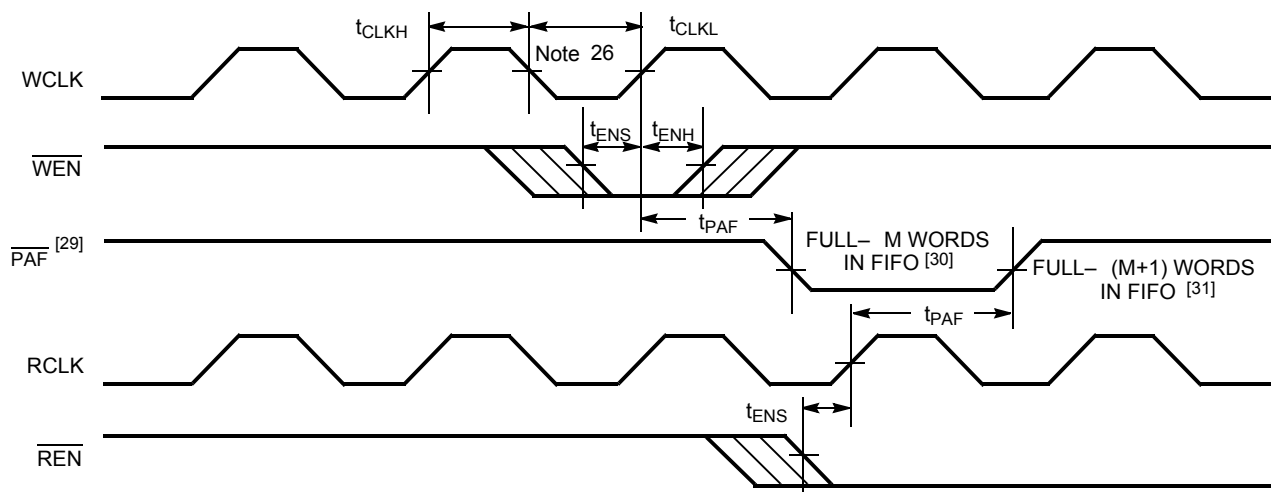 tCLKH
tCLKL
Note 26
WCLK
tENS
tENH
WEN
tPAF
PAF [29]
FULL– M WORDS
IN FIFO [30]
FULL– (M+1) WORDS
IN FIFO [31]
tPAF
RCLK
tENS
REN